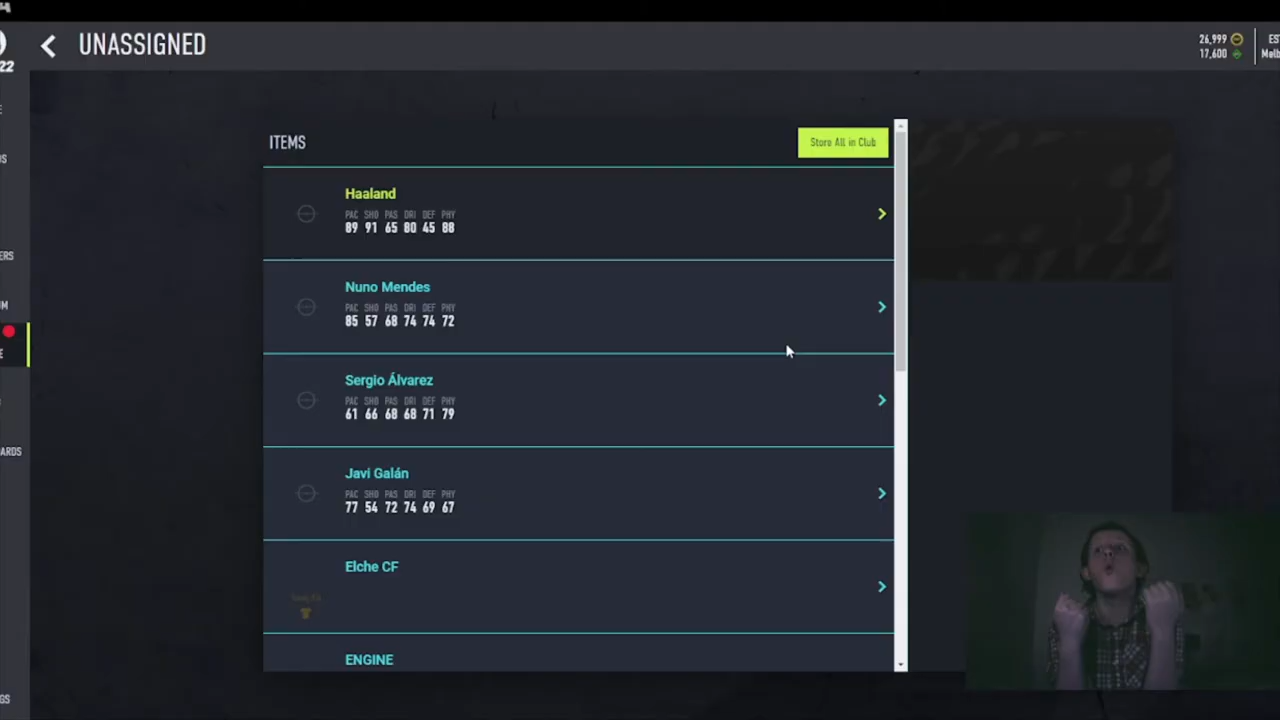 UNASSIGNED
26,999
17,600
22
ITEMS
Store All in Club
Haaland
PAC SHO PAS DRI DEF PHY
89 91 65 80 45 88
Nuno Mendes
PAC SHO PAS DRI DEF PHY
85 57 68 74 74 72
Sergio Álvarez
PAC SHO PAS DRI DEF PHY
61 66 68 68 71 79
Javi Galán
PAC SHO PAS DRI DEF PHY
77 54 72 74 69 67
Elche CF
ENGINE